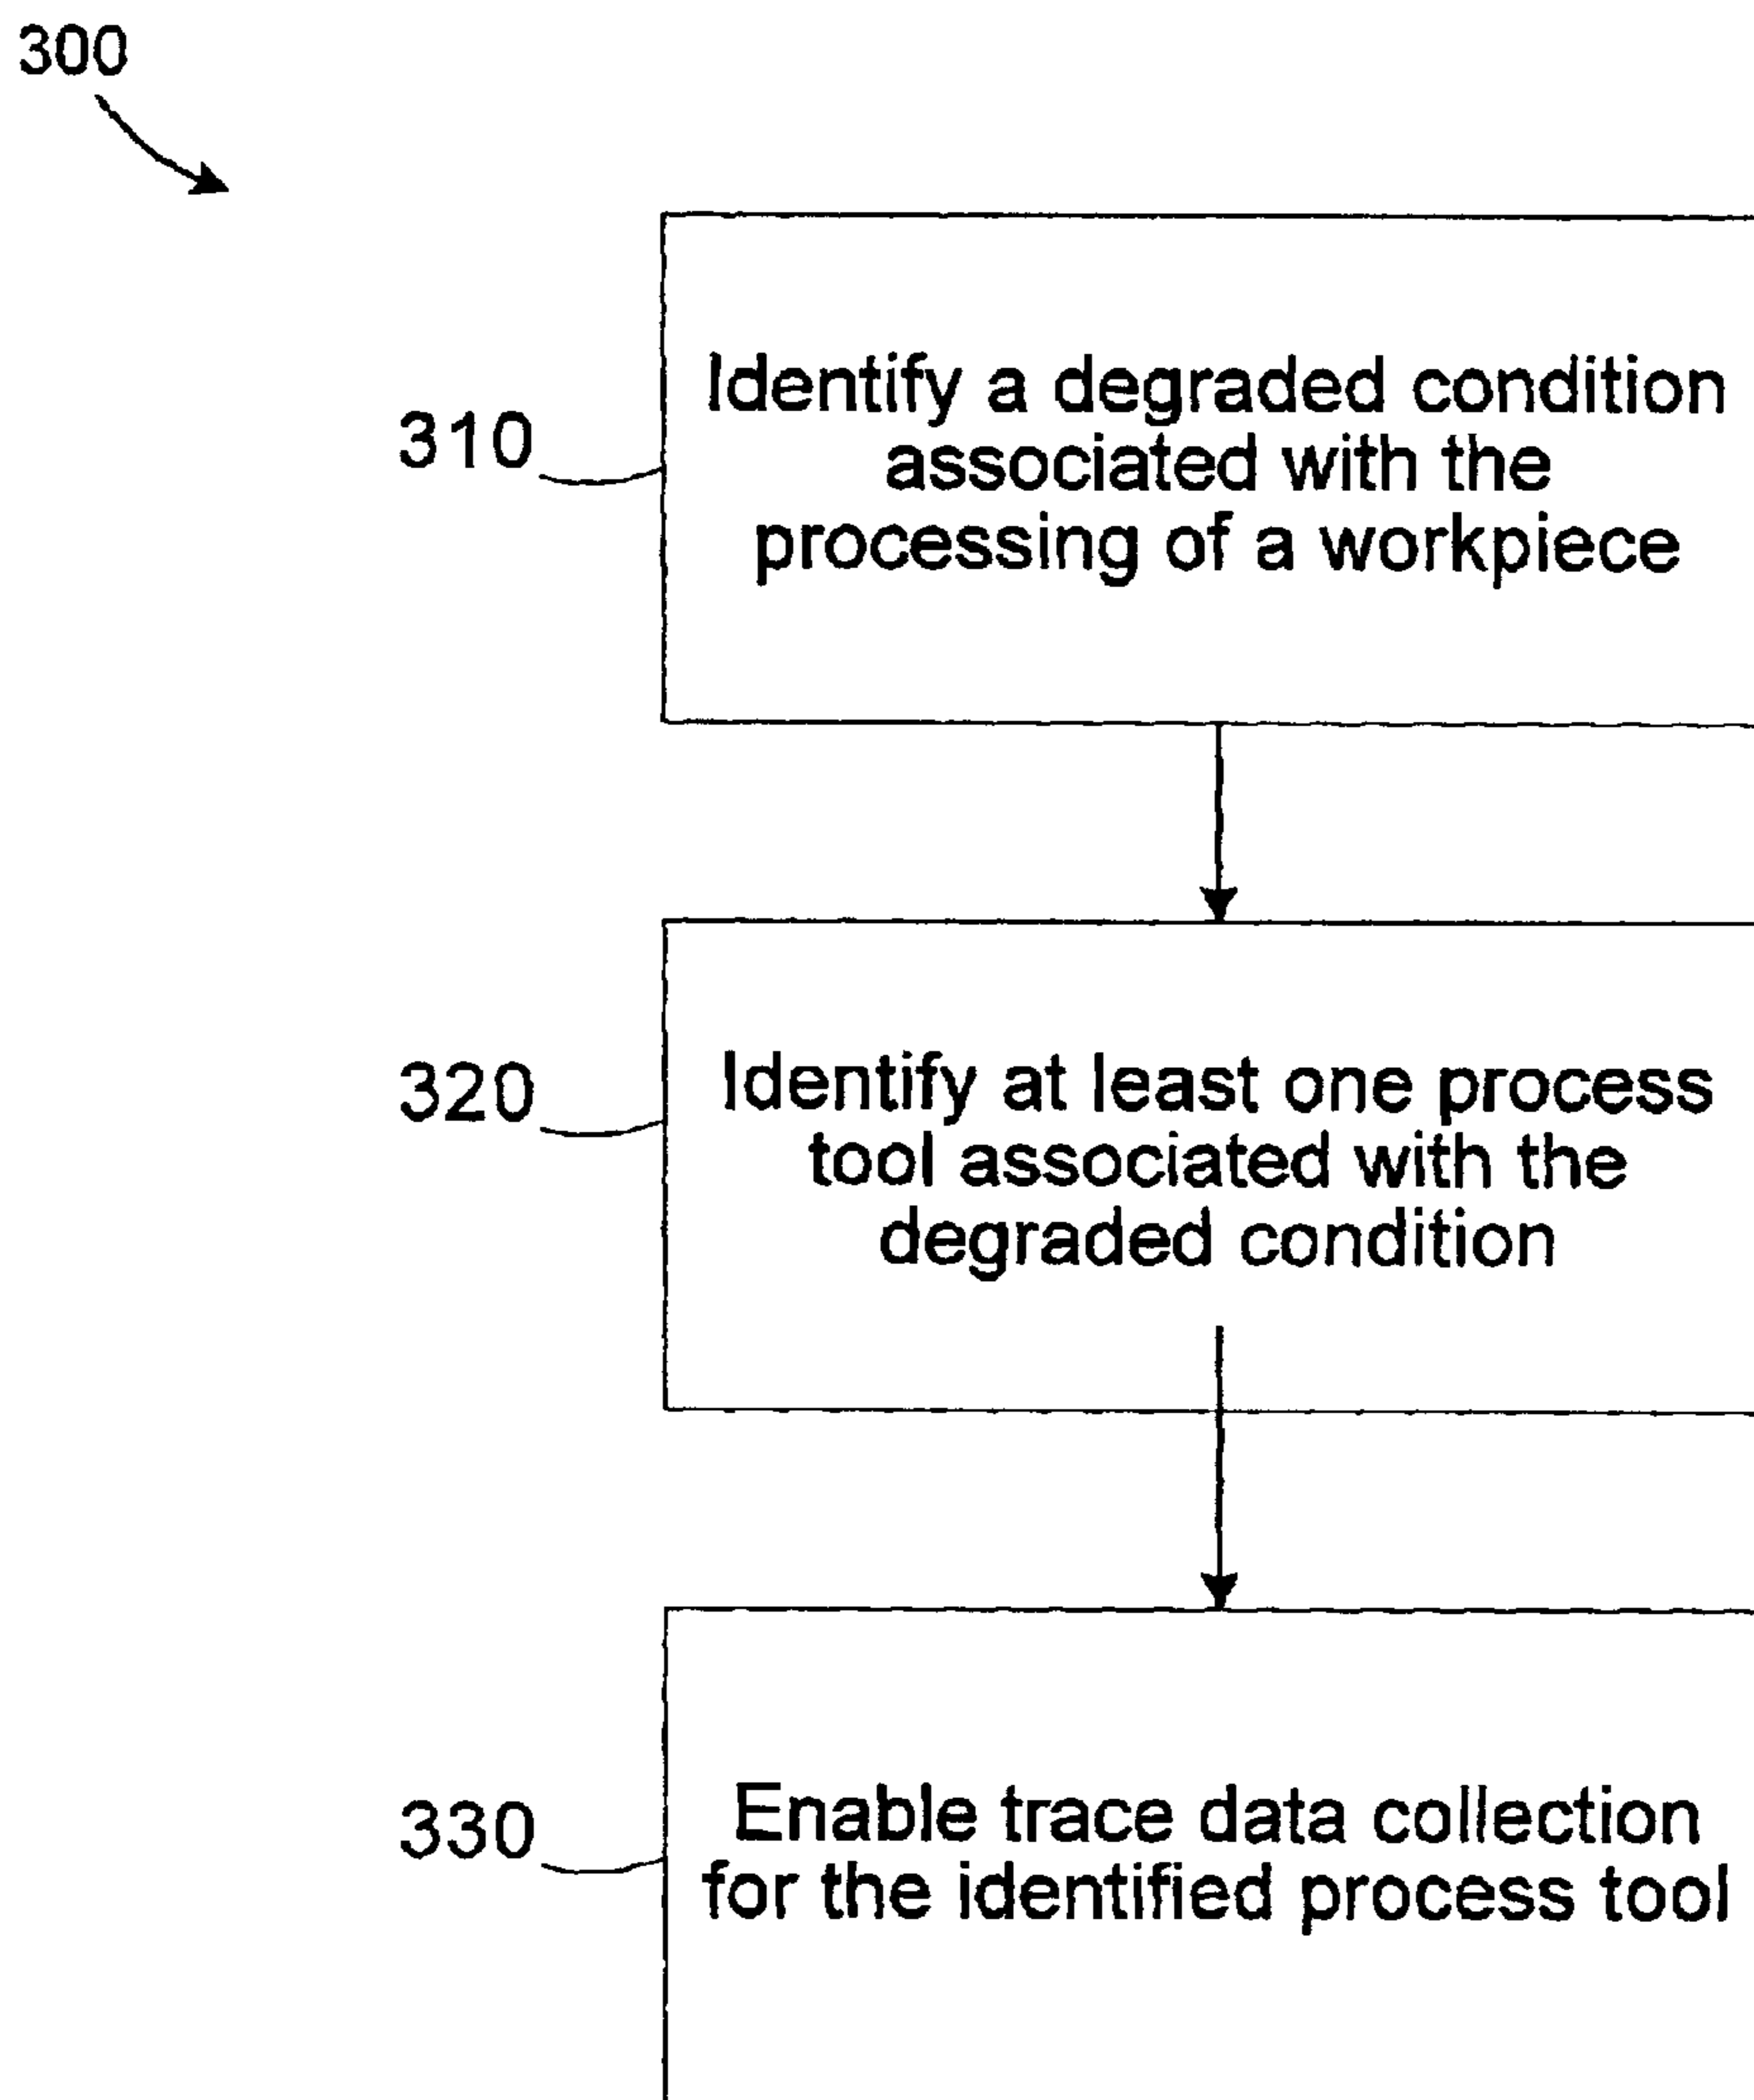 300
310
Identify a degraded condition
associated with the
processing of a workpiece
320
Identify at least one process
tool associated with the
degraded condition
330
Enable trace data collection
for the identified process tool